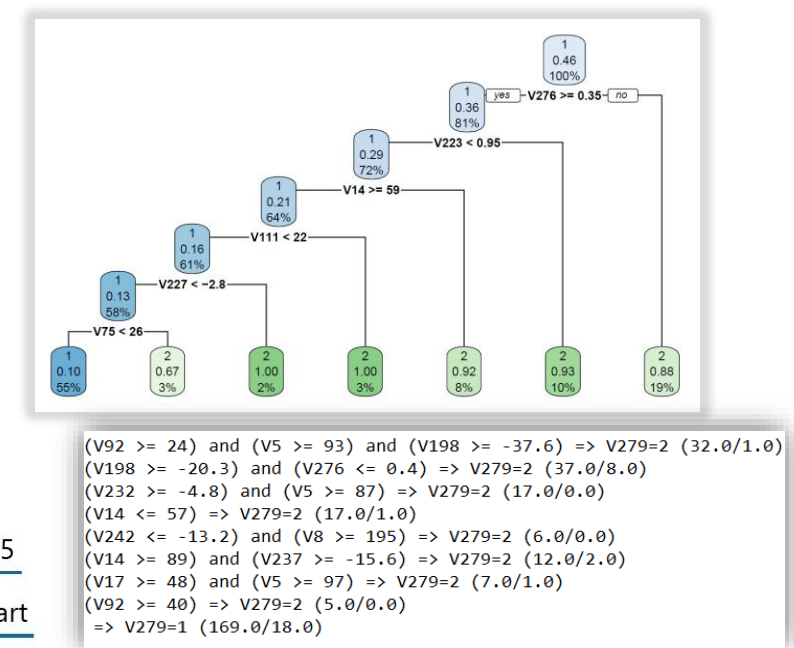 1
0.46
100%
yes V276 >= 0.35 no
1
0.36
81%
V223 < 0.95
1
0.29
72%
V14 >= 59
1
0.21
64%
V111 < 22
1
0.16
61%
V227 < −2.8
1
0.13
58%
V75 < 26
1
0.10
55%
2
0.67
3%
2
1.00
2%
2
1.00
3%
2
0.92
8%
2
0.93
10%
2
0.88
19%
(V92 >= 24) and (V5 >= 93) and (V198 >= -37.6) => V279=2 (32.0/1.0)
(V198 >= -20.3) and (V276 <= 0.4) => V279=2 (37.0/8.0)
(V232 >= -4.8) and (V5 >= 87) => V279=2 (17.0/0.0)
(V14 <= 57) => V279=2 (17.0/1.0)
(V242 <= -13.2) and (V8 >= 195) => V279=2 (6.0/0.0)
(V14 >= 89) and (V237 >= -15.6) => V279=2 (12.0/2.0)
(V17 >= 48) and (V5 >= 97) => V279=2 (7.0/1.0)
(V92 >= 40) => V279=2 (5.0/0.0)
=> V279=1 (169.0/18.0)
5
art